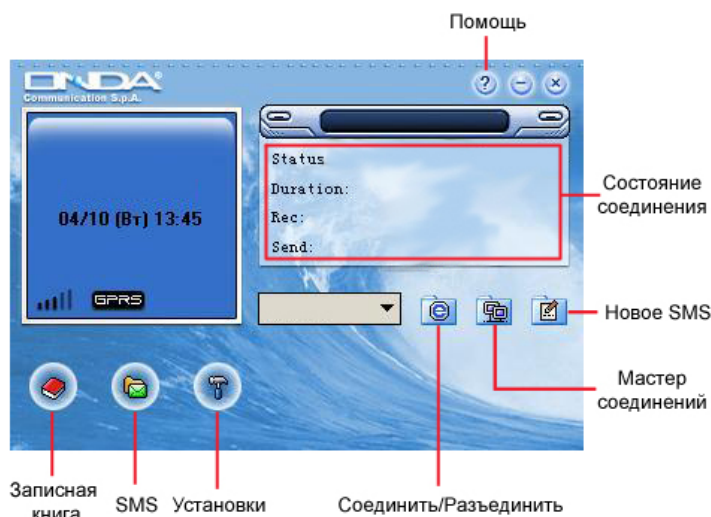 Помощь
ONDA®
Communication S.p.A.
?
04/10 (Вт) 13:45
GPRS
Status
Duration:
Rec:
Send:
Состояние
соединения
Новое SMS
Мастер
соединений
Записная
книга
SMS
Установки
Соединить/Разъединить